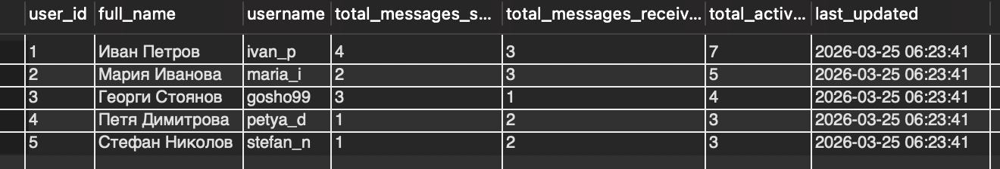 user_id full_name username total_messages_s... total_messages_receiv... total_activ... last_updated
1 Иван Петров ivan_p 4 3 7 2026-03-25 06:23:41
2 Мария Иванова maria_i 2 3 5 2026-03-25 06:23:41
3 Георги Стоянов gosho99 3 1 4 2026-03-25 06:23:41
4 Петя Димитрова petya_d 1 2 3 2026-03-25 06:23:41
5 Стефан Николов stefan_n 1 2 3 2026-03-25 06:23:41